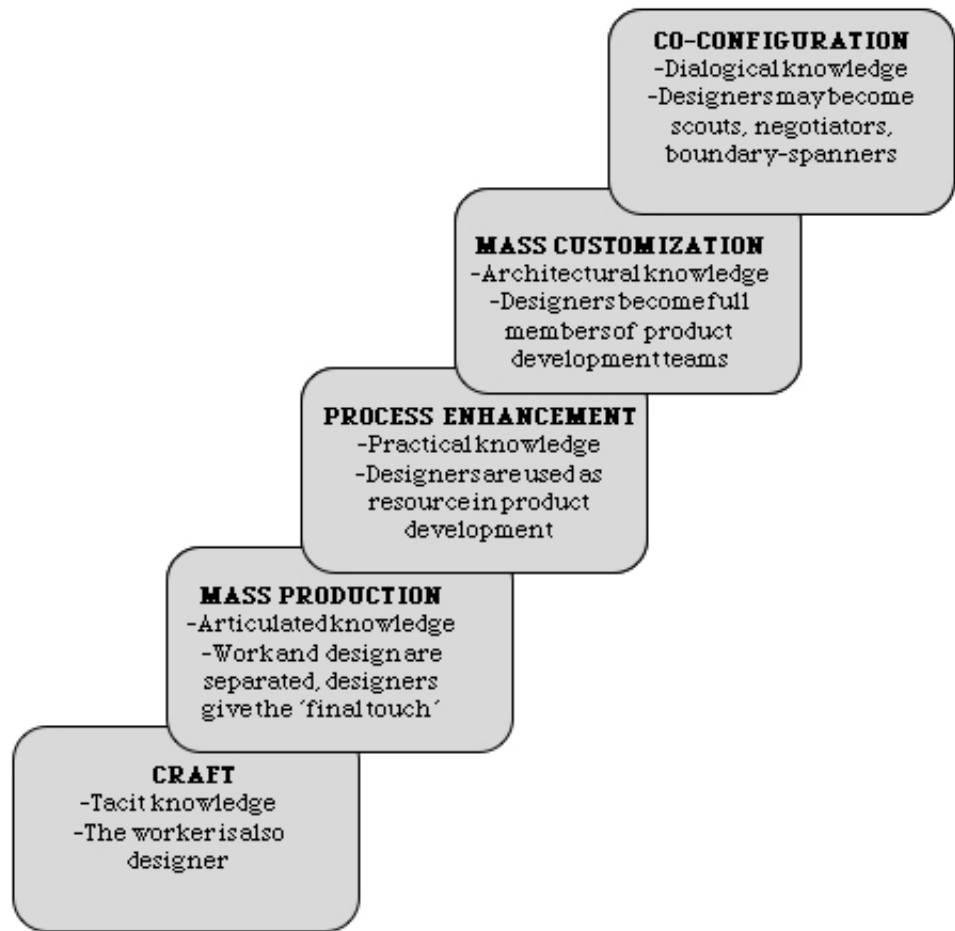 CO-CONFIGURATION
-Dialogical knowledge
-Designers may become
scouts, negotiators,
boundary-spanners
MASS CUSTOMIZATION
-Architectural knowledge
-Designers become full
members of product
development teams
PROCESS ENHANCEMENT
-Practical knowledge
-Designers are used as
resource in product
development
MASS PRODUCTION
-Articulated knowledge
-Work and design are
separated, designers
give the ´final touch´
CRAFT
-Tacit knowledge
-The worker is also
designer